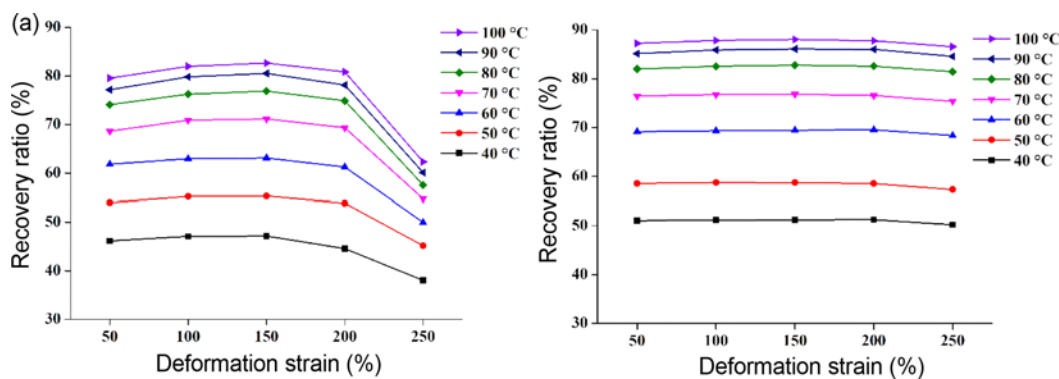 (a)
90
80
70
60
50
40
30
Recovery ratio (%)
100 °C
90 °C
80 °C
70 °C
60 °C
50 °C
40 °C
50 100 150 200 250
Deformation strain (%)
90
80
70
60
50
40
30
Recovery ratio (%)
100 °C
90 °C
80 °C
70 °C
60 °C
50 °C
40 °C
50 100 150 200 250
Deformation strain (%)